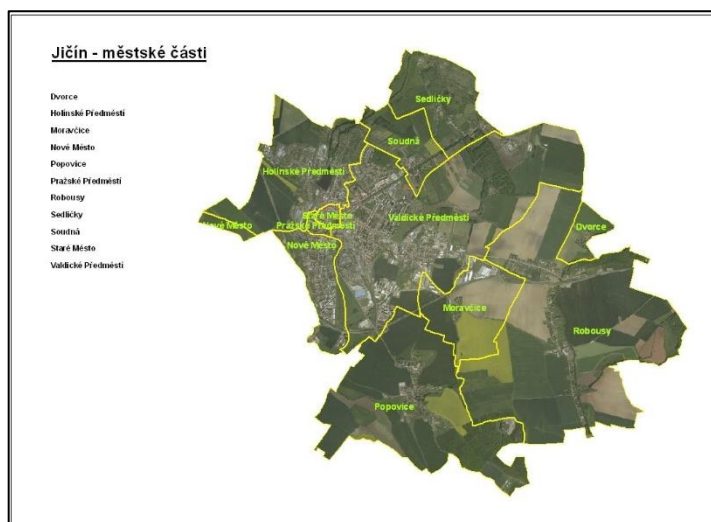 Jičín - městské části
Dvorce
Holínské Předměstí
Moravčice
Nové Město
Popovice
Pražské Předměstí
Robousy
Sedličky
Soudná
Staré Město
Valdické Předměstí
Sedličky
Soudná
Holínské Předměstí
Staré Město
Valdické Předměstí
Nové Město
Pražské Předměstí
Dvorce
Nové Město
Moravčice
Robousy
Popovice